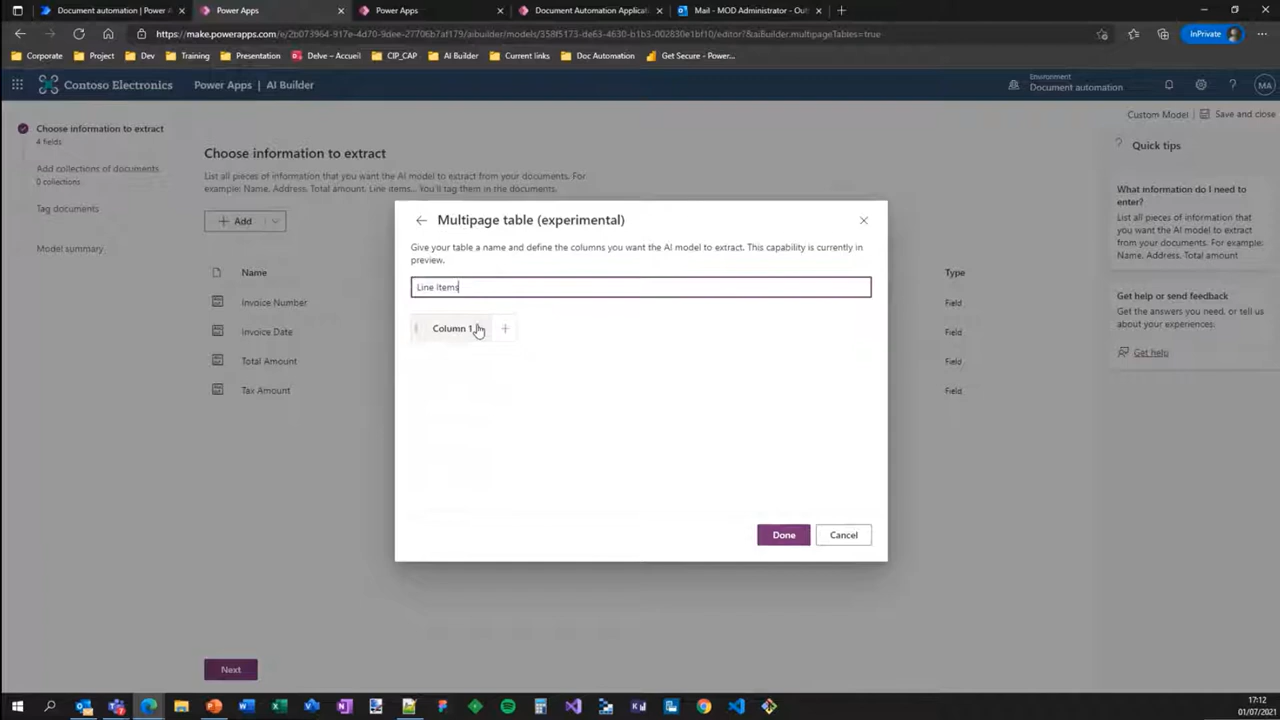 Document automation | Power A
Power Apps
Power Apps
Document Automation Applicat
Mail - MOD Administrator - Out
https://make.powerapps.com/e/2b073964-917e-4d70-9dee-27706b7af179/aibuilder/models/358f5173-de63-4630-b1b3-002830e1bf10/editor?&aiBuilder.multipageTables=true
InPrivate
Corporate
Project
Dev
Training
Presentation
Delve – Accueil
CIP_CAP
AI Builder
Current links
Doc Automation
Get Secure - Power...
Contoso Electronics
Power Apps | AI Builder
Environment
Document automation
?
MA
Choose information to extract
4 fields
Add collections of documents
0 collections
Tag documents
Model summary
Custom Model
Save and close
Choose information to extract
List all pieces of information that you want the AI model to extract from your documents. For
example: Name, Address, Total amount, Line items... You'll tag them in the documents.
+ Add
Name
Type
Invoice Number
Field
Invoice Date
Field
Total Amount
Field
Tax Amount
Field
Multipage table (experimental)
Give your table a name and define the columns you want the AI model to extract. This capability is currently in
preview.
Line Items
Column 1
Done
Cancel
Quick tips
What information do I need to
enter?
List all pieces of information that
you want the AI model to extract
from your documents. For
example: Name, Address, Total
amount
Get help or send feedback
Get the answers you need, or tell us
about your experiences.
Get help
Next
17:12
01/07/2021